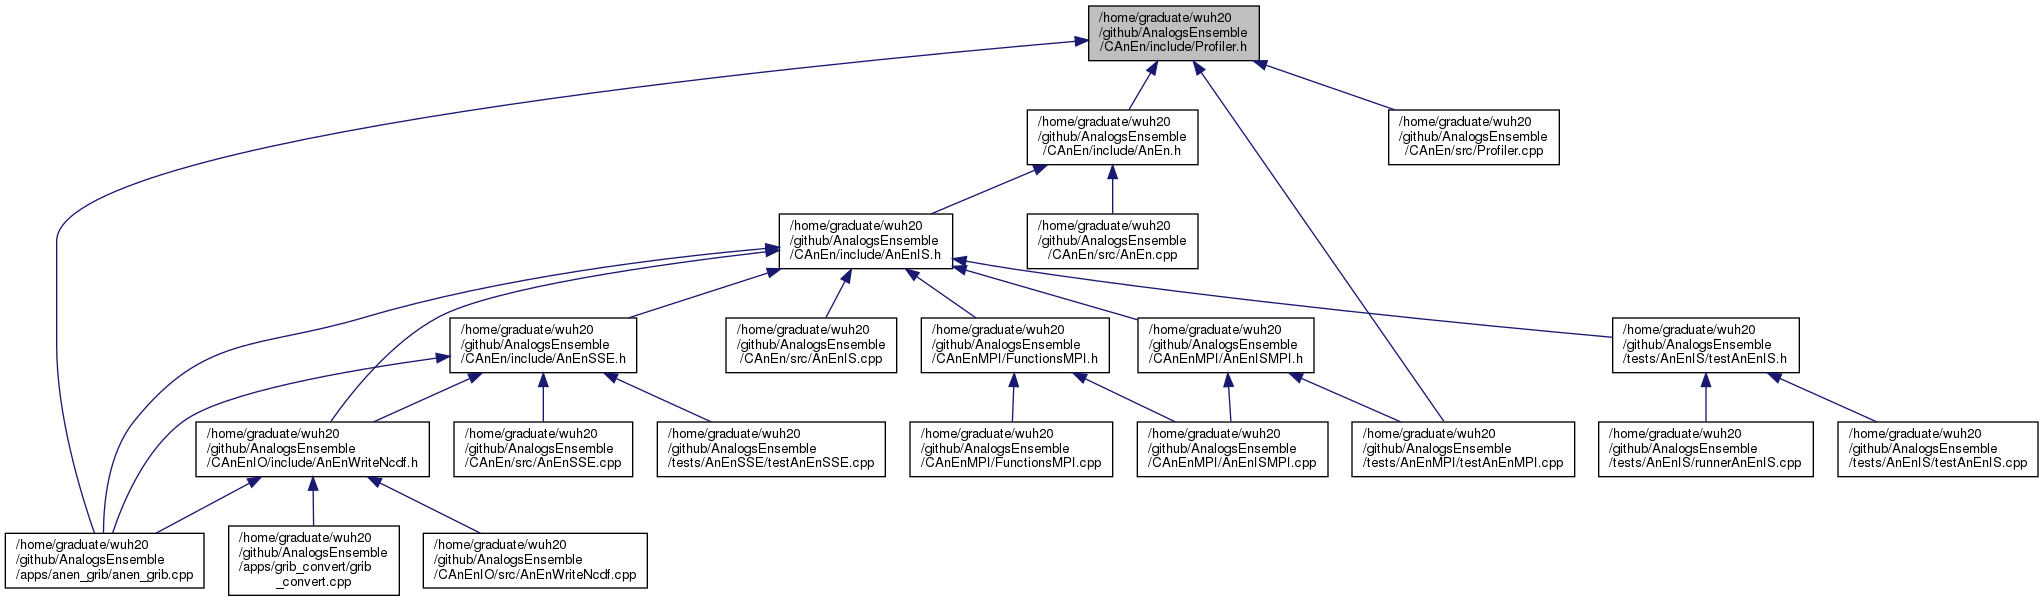 /home/graduate/wuh20
/github/AnalogsEnsemble
/CAnEn/include/Profiler.h
/home/graduate/wuh20
/github/AnalogsEnsemble
/CAnEn/include/AnEn.h
/home/graduate/wuh20
/github/AnalogsEnsemble
/CAnEn/src/Profiler.cpp
/home/graduate/wuh20
/github/AnalogsEnsemble
/CAnEn/include/AnEnIS.h
/home/graduate/wuh20
/github/AnalogsEnsemble
/CAnEn/src/AnEn.cpp
/home/graduate/wuh20
/github/AnalogsEnsemble
/CAnEn/include/AnEnSSE.h
/home/graduate/wuh20
/github/AnalogsEnsemble
/CAnEn/src/AnEnIS.cpp
/home/graduate/wuh20
/github/AnalogsEnsemble
/CAnEnMPI/FunctionsMPI.h
/home/graduate/wuh20
/github/AnalogsEnsemble
/CAnEnMPI/AnEnISMPI.h
/home/graduate/wuh20
/github/AnalogsEnsemble
/tests/AnEnIS/testAnEnIS.h
/home/graduate/wuh20
/github/AnalogsEnsemble
/CAnEnIO/include/AnEnWriteNcdf.h
/home/graduate/wuh20
/github/AnalogsEnsemble
/CAnEn/src/AnEnSSE.cpp
/home/graduate/wuh20
/github/AnalogsEnsemble
/tests/AnEnSSE/testAnEnSSE.cpp
/home/graduate/wuh20
/github/AnalogsEnsemble
/CAnEnMPI/FunctionsMPI.cpp
/home/graduate/wuh20
/github/AnalogsEnsemble
/CAnEnMPI/AnEnISMPI.cpp
/home/graduate/wuh20
/github/AnalogsEnsemble
/tests/AnEnMPI/testAnEnMPI.cpp
/home/graduate/wuh20
/github/AnalogsEnsemble
/tests/AnEnIS/runnerAnEnIS.cpp
/home/graduate/wuh20
/github/AnalogsEnsemble
/tests/AnEnIS/testAnEnIS.cpp
/home/graduate/wuh20
/github/AnalogsEnsemble
/apps/anen_grib/anen_grib.cpp
/home/graduate/wuh20
/github/AnalogsEnsemble
/apps/grib_convert/grib
_convert.cpp
/home/graduate/wuh20
/github/AnalogsEnsemble
/CAnEnIO/src/AnEnWriteNcdf.cpp